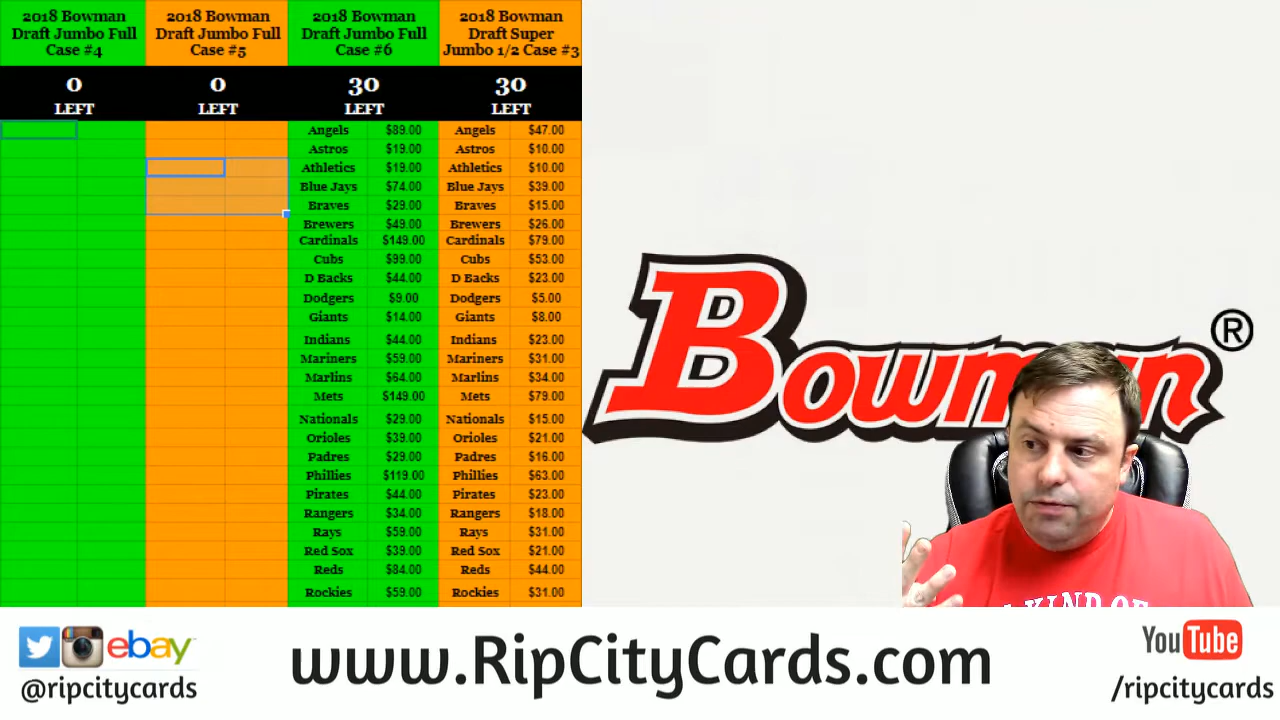 2018 Bowman
Draft Jumbo Full
Case #4
2018 Bowman
Draft Jumbo Full
Case #5
2018 Bowman
Draft Jumbo Full
Case #6
2018 Bowman
Draft Super
Jumbo 1/2 Case #3
0
LEFT
0
LEFT
30
LEFT
30
LEFT
Angels $89.00 Angels $47.00
Astros $19.00 Astros $10.00
Athletics $19.00 Athletics $10.00
Blue Jays $74.00 Blue Jays $39.00
Braves $29.00 Braves $15.00
Brewers $49.00 Brewers $26.00
Cardinals $149.00 Cardinals $79.00
Cubs $99.00 Cubs $53.00
D Backs $44.00 D Backs $23.00
Dodgers $9.00 Dodgers $5.00
Giants $14.00 Giants $8.00
Indians $44.00 Indians $23.00
Mariners $59.00 Mariners $31.00
Marlins $64.00 Marlins $34.00
Mets $149.00 Mets $79.00
Nationals $29.00 Nationals $15.00
Orioles $39.00 Orioles $21.00
Padres $29.00 Padres $16.00
Phillies $119.00 Phillies $63.00
Pirates $44.00 Pirates $23.00
Rangers $34.00 Rangers $18.00
Rays $59.00 Rays $31.00
Red Sox $39.00 Red Sox $21.00
Reds $84.00 Reds $44.00
Rockies $59.00 Rockies $31.00
Bowman®
KIND OF
ebay™
@ripcitycards
www.RipCityCards.com
YouTube
/ripcitycards